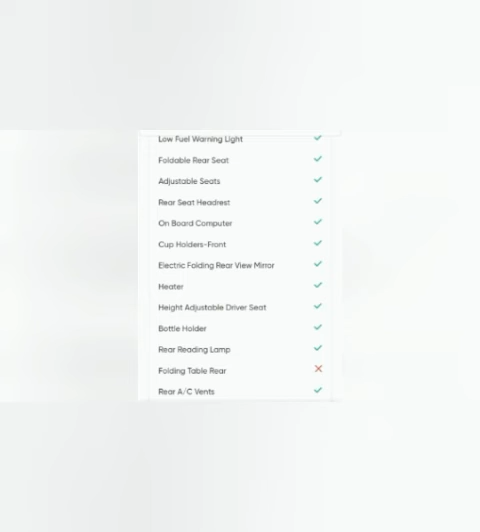 Low Fuel Warning Light ✓
Foldable Rear Seat ✓
Adjustable Seats ✓
Rear Seat Headrest ✓
On Board Computer ✓
Cup Holders-Front ✓
Electric Folding Rear View Mirror ✓
Heater ✓
Height Adjustable Driver Seat ✓
Bottle Holder ✓
Rear Reading Lamp ✓
Folding Table Rear ✕
Rear A/C Vents ✓